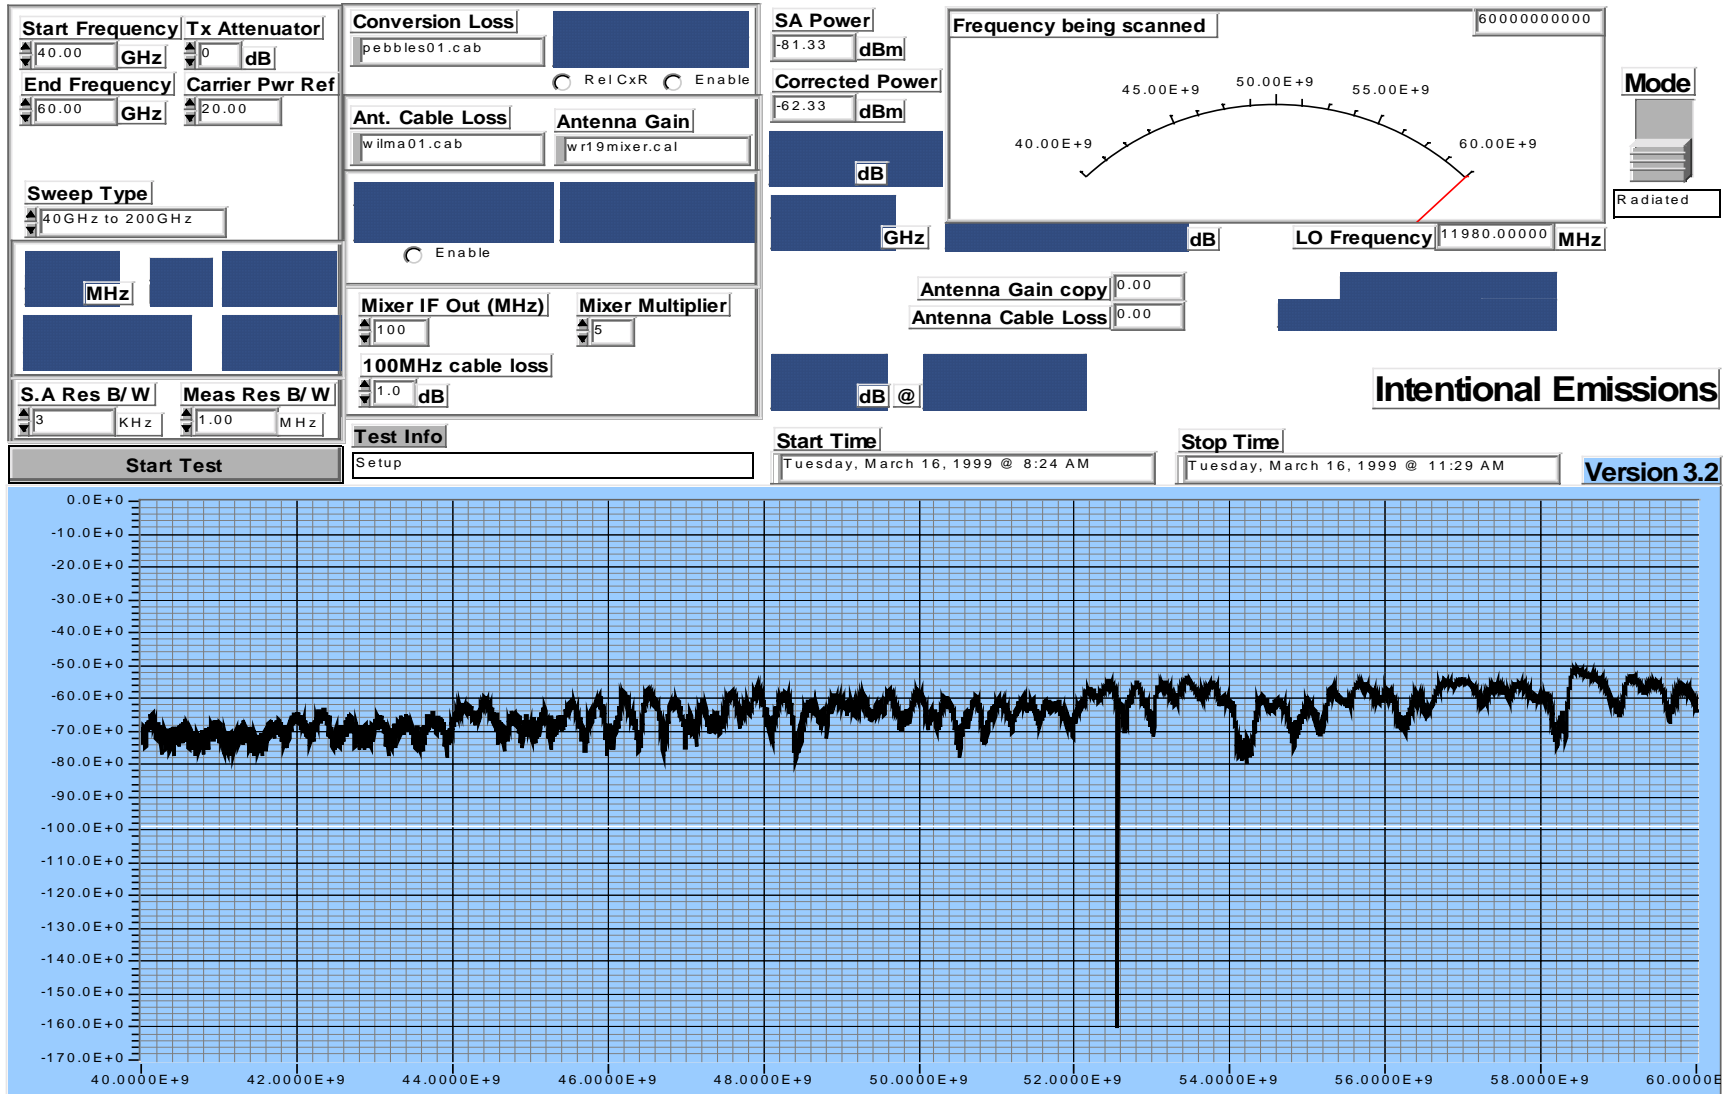 Start Frequency
40.00 GHz
Tx Attenuator
0 dB
End Frequency
60.00 GHz
Carrier Pwr Ref
20.00
Sweep Type
40GHz to 200GHz
MHz
S.A Res B/W
3 KHz
Meas Res B/W
1.00 MHz
Start Test
Conversion Loss
pebbles01.cab
Rel CxR
Enable
Ant. Cable Loss
wilma01.cab
Antenna Gain
wr19mixer.cal
Enable
Mixer IF Out (MHz)
100
Mixer Multiplier
5
100MHz cable loss
1.0 dB
Test Info
Setup
SA Power
-81.33 dBm
Corrected Power
-62.33 dBm
dB
GHz
dB
Frequency being scanned
60000000000
40.00E+9
45.00E+9
50.00E+9
55.00E+9
60.00E+9
Mode
Radiated
LO Frequency 11980.00000 MHz
Antenna Gain copy 0.00
Antenna Cable Loss 0.00
dB @
Intentional Emissions
Start Time
Tuesday, March 16, 1999 @ 8:24 AM
Stop Time
Tuesday, March 16, 1999 @ 11:29 AM
Version 3.2
0.0E+0
-10.0E+0
-20.0E+0
-30.0E+0
-40.0E+0
-50.0E+0
-60.0E+0
-70.0E+0
-80.0E+0
-90.0E+0
-100.0E+0
-110.0E+0
-120.0E+0
-130.0E+0
-140.0E+0
-150.0E+0
-160.0E+0
-170.0E+0
40.0000E+9 42.0000E+9 44.0000E+9 46.0000E+9 48.0000E+9 50.0000E+9 52.0000E+9 54.0000E+9 56.0000E+9 58.0000E+9 60.0000E